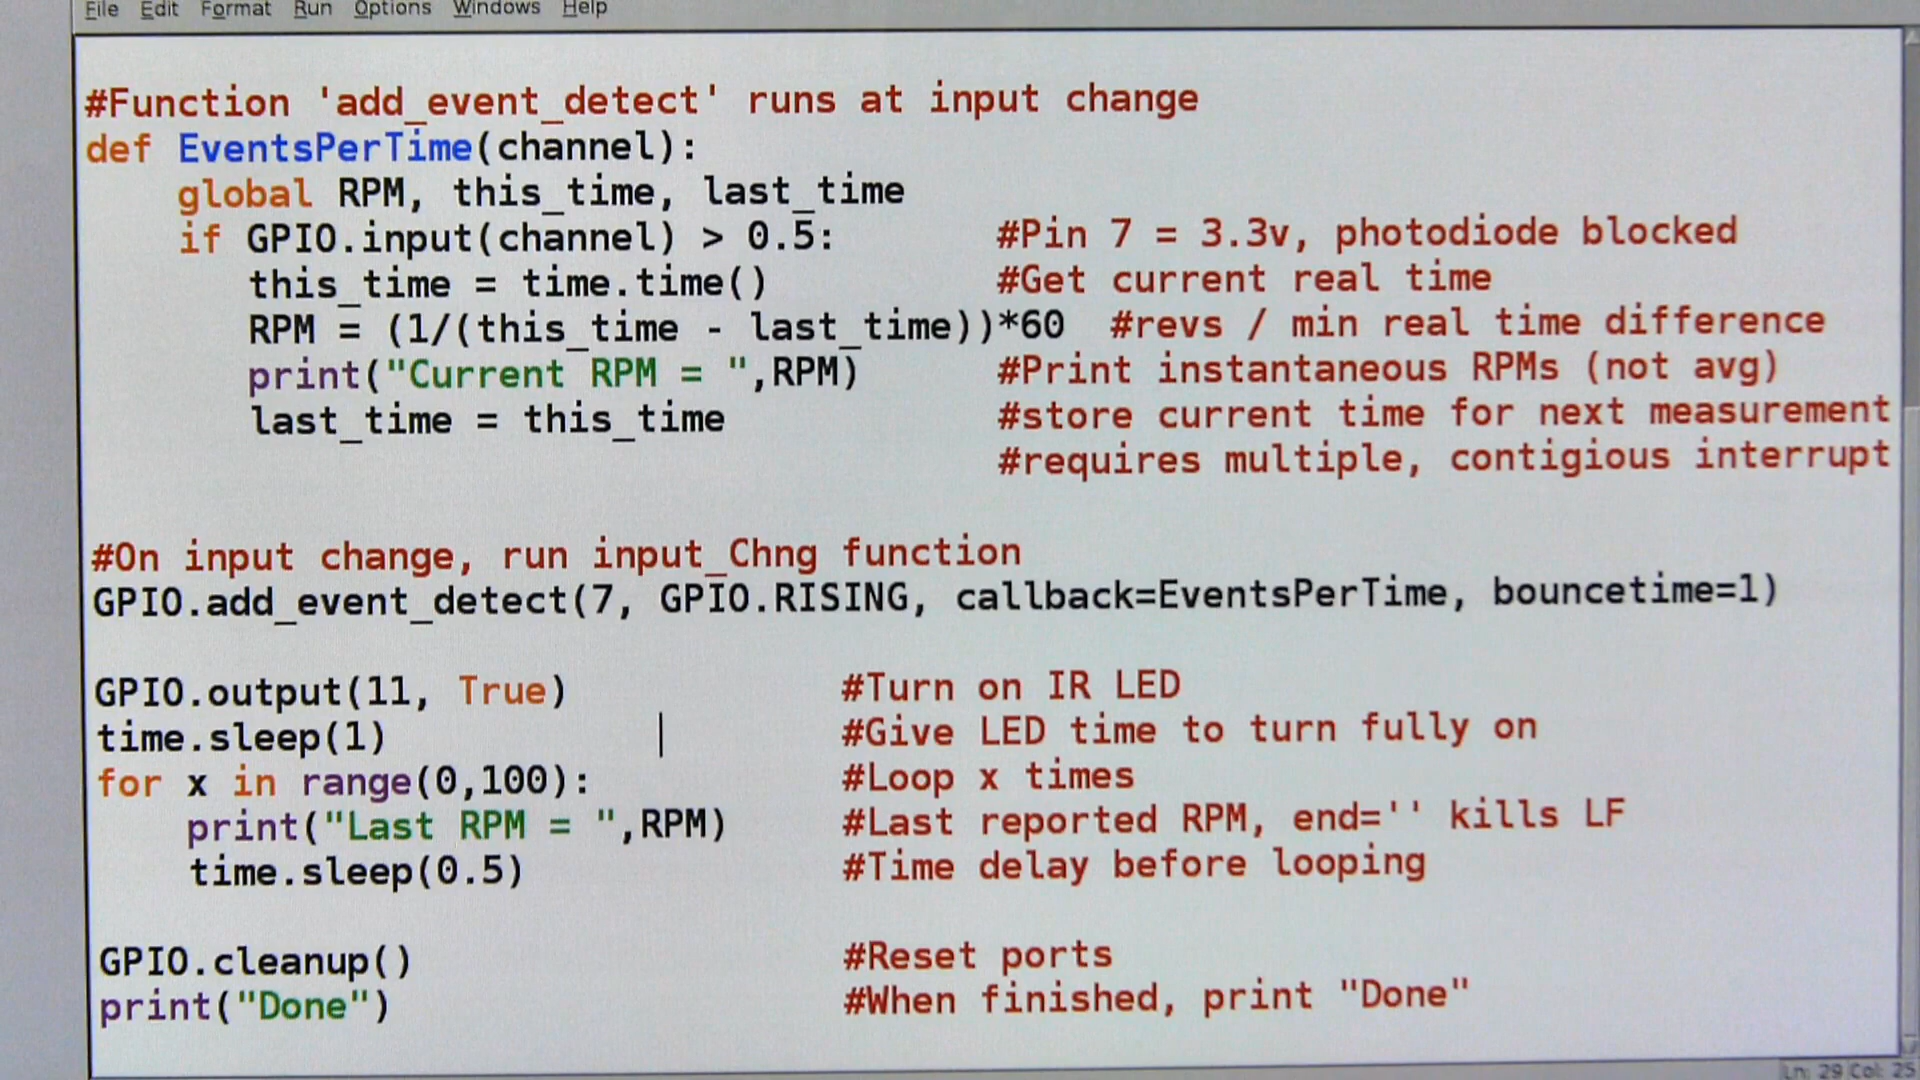 File Edit Format Run Options Windows Help
#Function 'add_event_detect' runs at input change
def EventsPerTime(channel):
    global RPM, this_time, last_time
    if GPIO.input(channel) > 0.5:       #Pin 7 = 3.3v, photodiode blocked
       this_time = time.time()          #Get current real time
       RPM = (1/(this_time - last_time))*60  #revs / min real time difference
       print("Current RPM = ",RPM)      #Print instantaneous RPMs (not avg)
       last_time = this_time            #store current time for next measurement
                                        #requires multiple, contigious interrupt
#On input change, run input_Chng function
GPIO.add_event_detect(7, GPIO.RISING, callback=EventsPerTime, bouncetime=1)
GPIO.output(11, True)            #Turn on IR LED
time.sleep(1)                    #Give LED time to turn fully on
for x in range(0,100):           #Loop x times
    print("Last RPM = ",RPM)     #Last reported RPM, end='' kills LF
    time.sleep(0.5)              #Time delay before looping
GPIO.cleanup()                   #Reset ports
print("Done")                    #When finished, print "Done"
Ln: 29 Col: 25